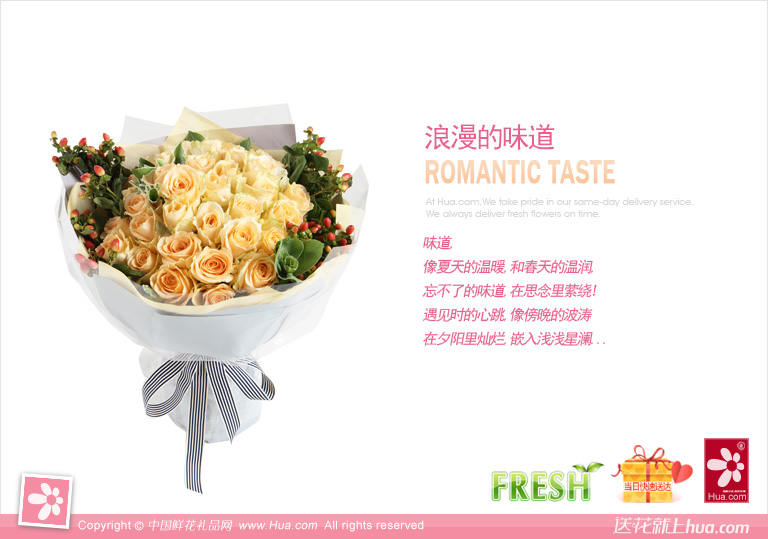 浪漫的味道
ROMANTIC TASTE
At Hua.com,We take pride in our same-day delivery service.
We always deliver fresh flowers on time.
味道,
像夏天的温暖, 和春天的温润,
忘不了的味道, 在思念里萦绕!
遇见时的心跳, 像傍晚的波涛
在夕阳里灿烂, 嵌入浅浅星澜...
FRESH
当日快速送达
Hua.com
Copyright © 中国鲜花礼品网 www.Hua.com All rights reserved
送花就上hua.com